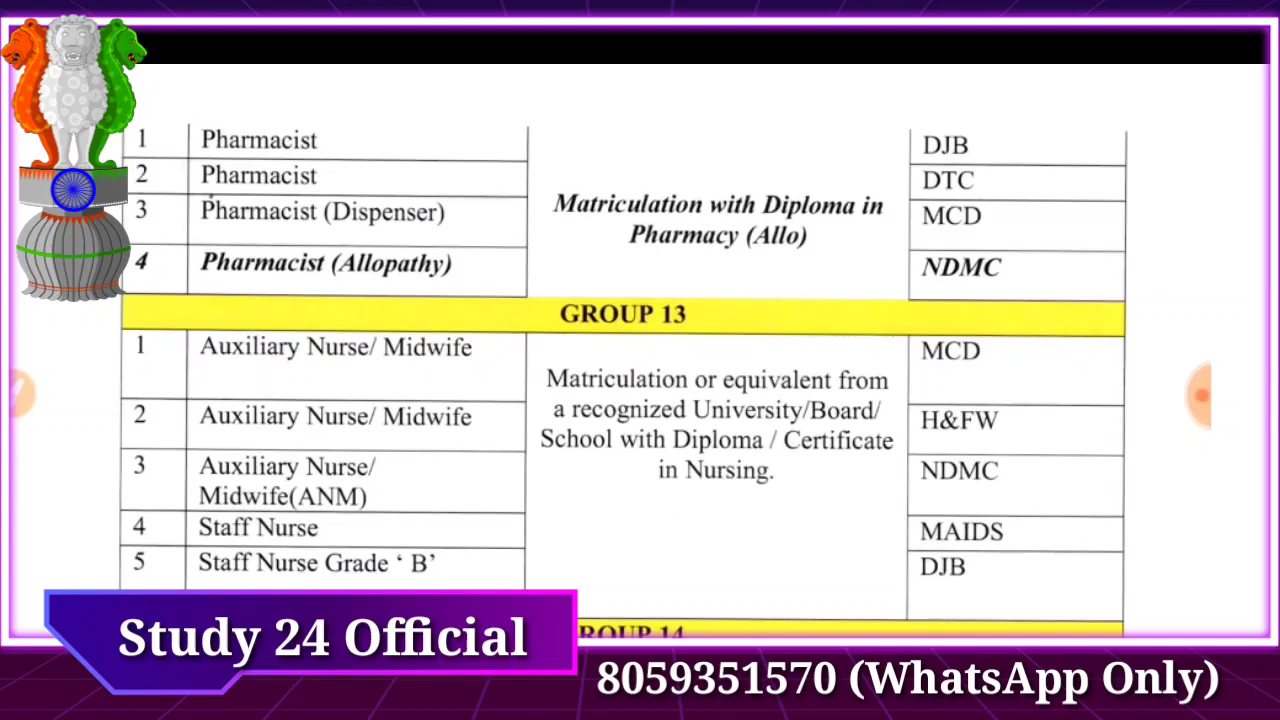 1 Pharmacist DJB
2 Pharmacist DTC
3 Pharmacist (Dispenser) MCD
Matriculation with Diploma in
Pharmacy (Allo)
4 Pharmacist (Allopathy) NDMC
GROUP 13
1 Auxiliary Nurse/ Midwife MCD
Matriculation or equivalent from
a recognized University/Board/
School with Diploma / Certificate
in Nursing.
2 Auxiliary Nurse/ Midwife H&FW
3 Auxiliary Nurse/
Midwife(ANM) NDMC
4 Staff Nurse MAIDS
5 Staff Nurse Grade ‘ B’ DJB
GROUP 14
Study 24 Official
8059351570 (WhatsApp Only)